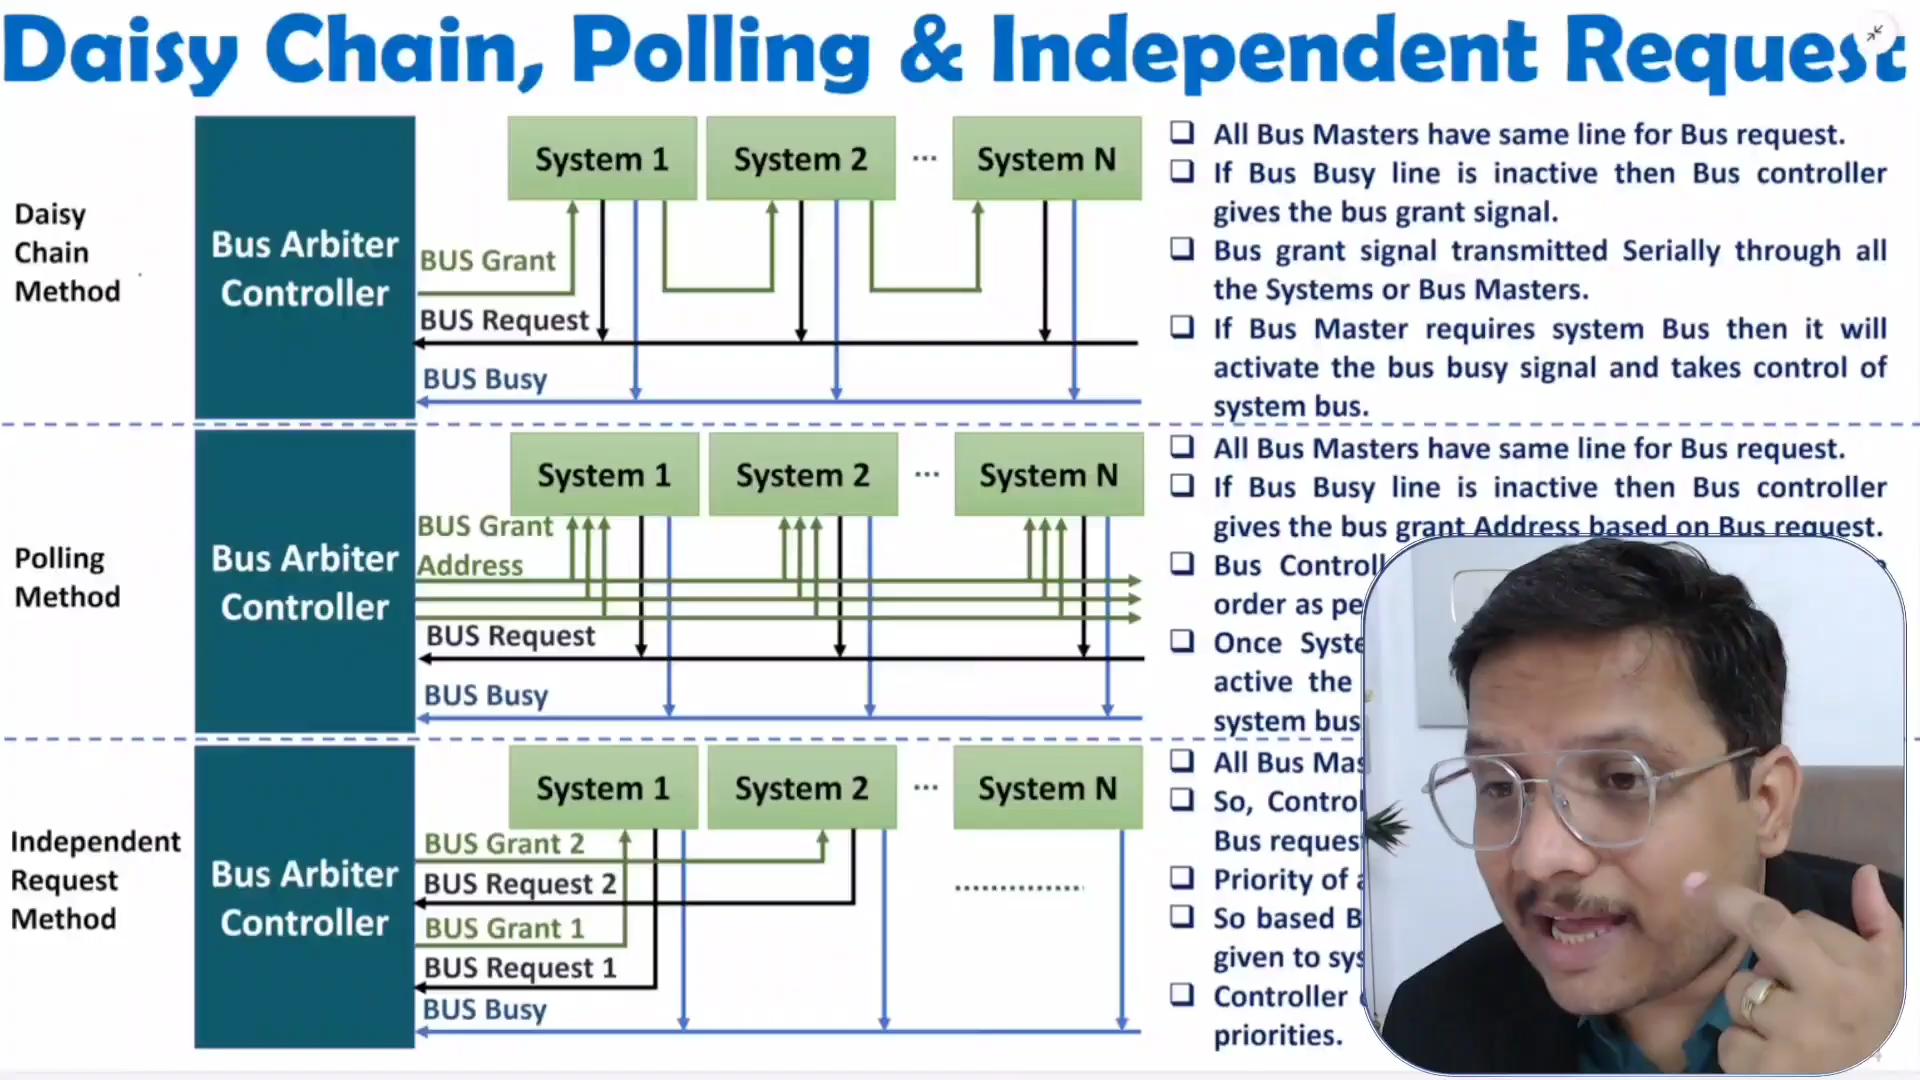 Daisy Chain, Polling & Independent Request
Daisy
Chain
Method
Bus Arbiter
Controller
System 1
System 2
...
System N
BUS Grant
BUS Request
BUS Busy
❑ All Bus Masters have same line for Bus request.
❑ If Bus Busy line is inactive then Bus controller
gives the bus grant signal.
❑ Bus grant signal transmitted Serially through all
the Systems or Bus Masters.
❑ If Bus Master requires system Bus then it will
activate the bus busy signal and takes control of
system bus.
Polling
Method
Bus Arbiter
Controller
System 1
System 2
...
System N
BUS Grant
Address
BUS Request
BUS Busy
❑ All Bus Masters have same line for Bus request.
❑ If Bus Busy line is inactive then Bus controller
gives the bus grant Address based on Bus request.
❑ Bus
order as
❑ Once
active the
system bus
Independent
Request
Method
Bus Arbiter
Controller
System 1
System 2
...
System N
BUS Grant 2
BUS Request 2
BUS Grant 1
BUS Request 1
BUS Busy
❑ All Bus
❑ So,
Bus
❑ Priority of
❑ So based
given to
❑ Controller
priorities.